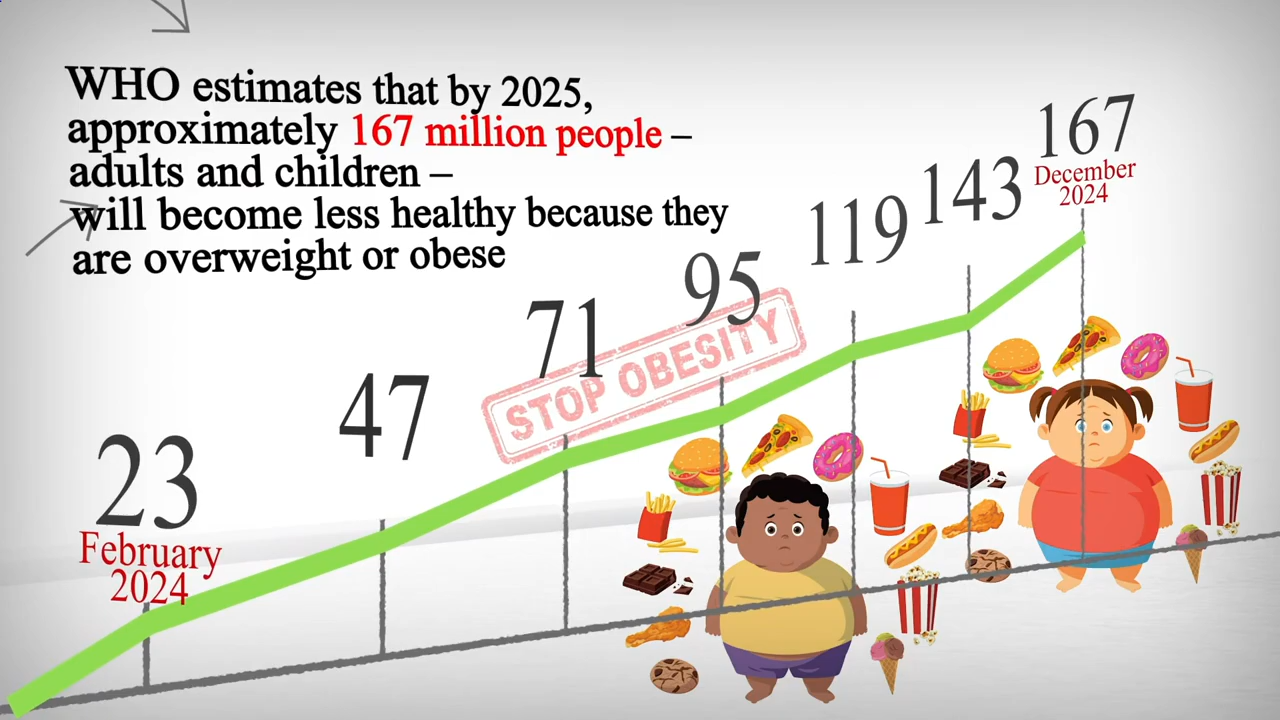 WHO estimates that by 2025,
approximately 167 million people –
adults and children –
will become less healthy because they
are overweight or obese
23
February
2024
47
71
95
119
143
167
December
2024
STOP OBESITY